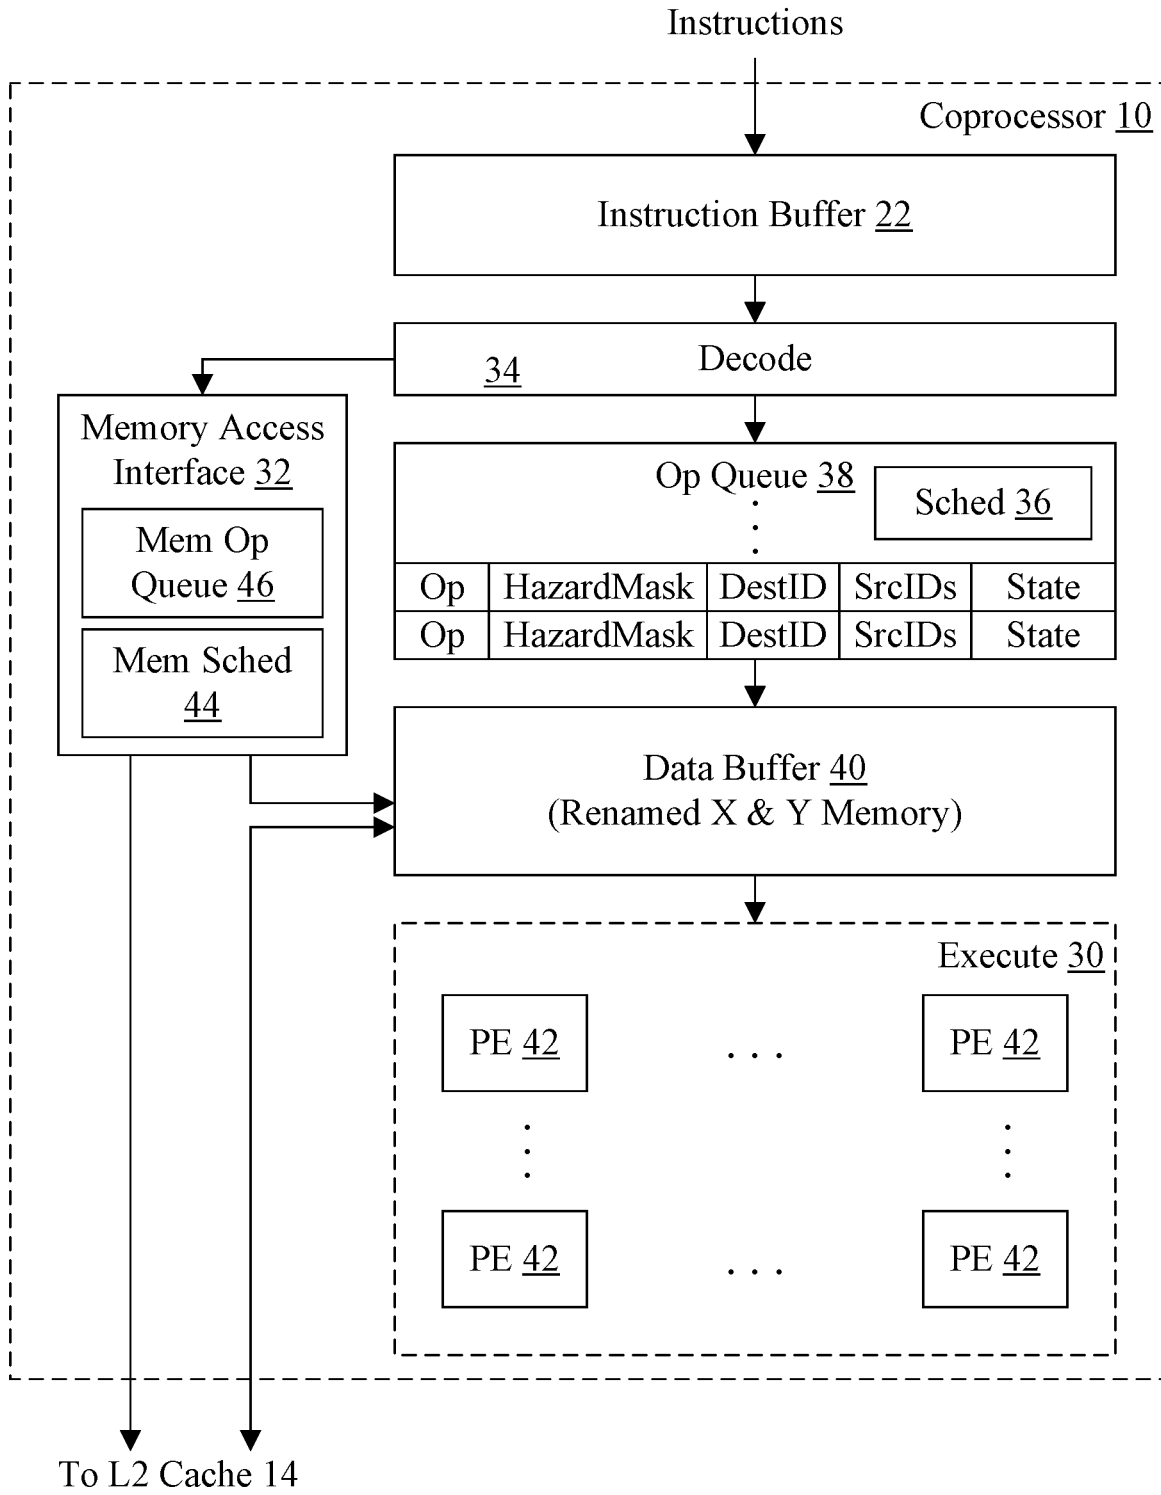 Instructions
Coprocessor 10
Instruction Buffer 22
Decode
34
Memory Access
Interface 32
Mem Op
Queue 46
Mem Sched
44
Op Queue 38
Sched 36
Op HazardMask DestID SrcIDs State
Op HazardMask DestID SrcIDs State
Data Buffer 40
(Renamed X & Y Memory)
Execute 30
PE 42 . . . PE 42
PE 42 . . . PE 42
To L2 Cache 14